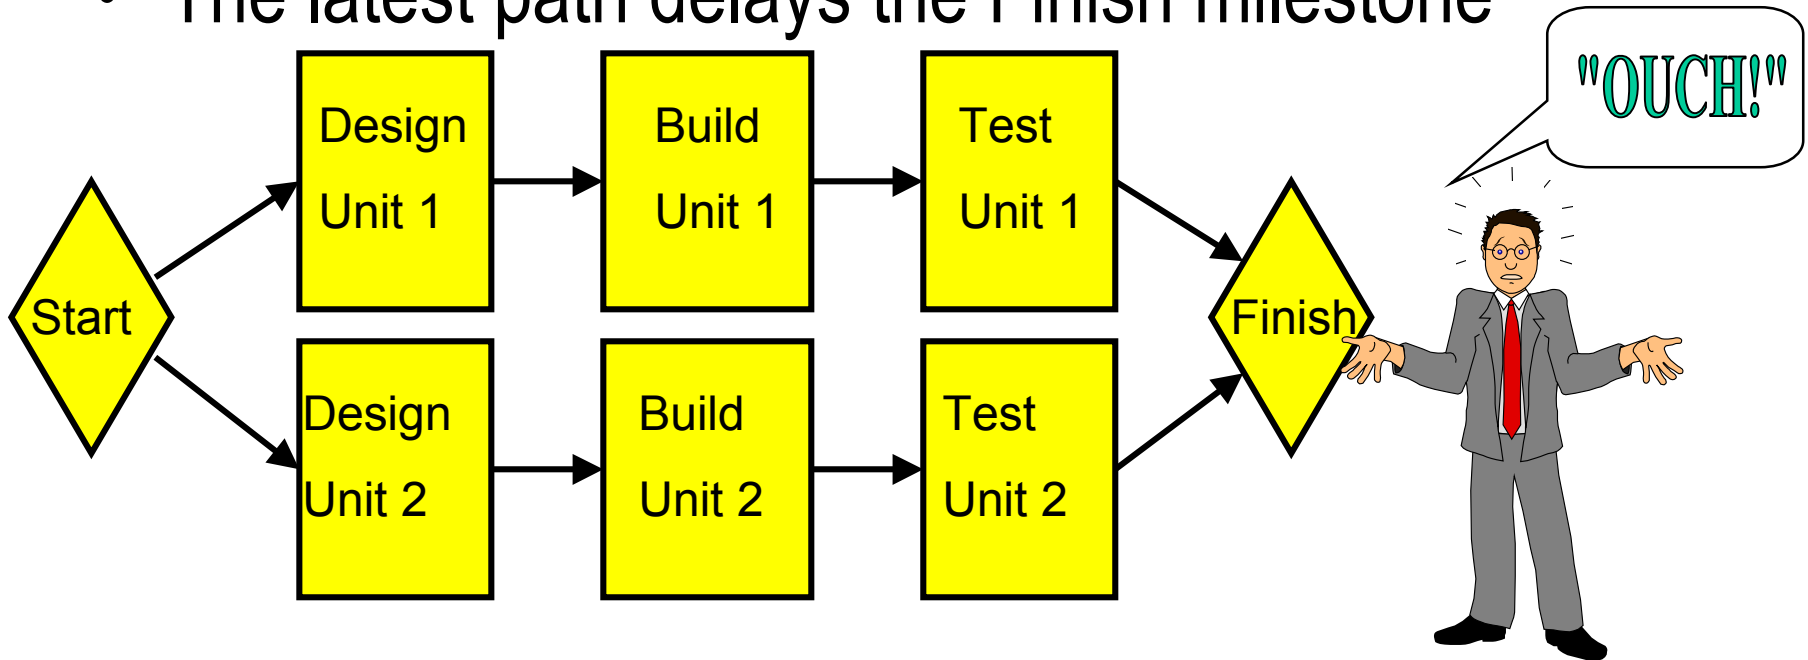 • The latest path delays the Finish milestone
"OUCH!"
Design
Unit 1
Build
Unit 1
Test
Unit 1
Start
Finish
Design
Unit 2
Build
Unit 2
Test
Unit 2